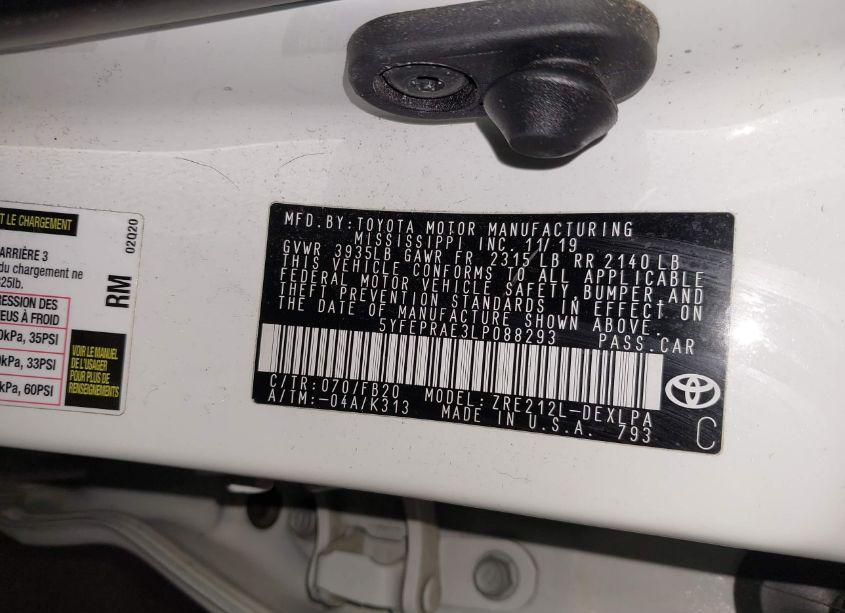 T LE CHARGEMENT
02020
ARRIÈRE 3
du chargement ne
325lb.
RM
RESSION DES
EUS À FROID
0kPa, 35PSI
0kPa, 33PSI
kPa, 60PSI
VOIR LE MANUEL
DE L'USAGER
POUR PLUS DE
RENSEIGNEMENTS
MFD.BY:TOYOTA MOTOR MANUFACTURING
MISSISSIPPI, INC. 11/19
GVWR 3935LB GAWR FR 2315LB RR 2140LB
THIS VEHICLE CONFORMS TO ALL APPLICABLE
FEDERAL MOTOR VEHICLE SAFETY, BUMPER, AND
THEFT PREVENTION STANDARDS IN EFFECT ON
THE DATE OF MANUFACTURE SHOWN ABOVE.
5YFEPRAE3LP088293 PASS.CAR
C/TR:070/FB20 MODEL:ZRE212L-DEXLPA
A/TM:-04A/K313 MADE IN U.S.A. 793
C